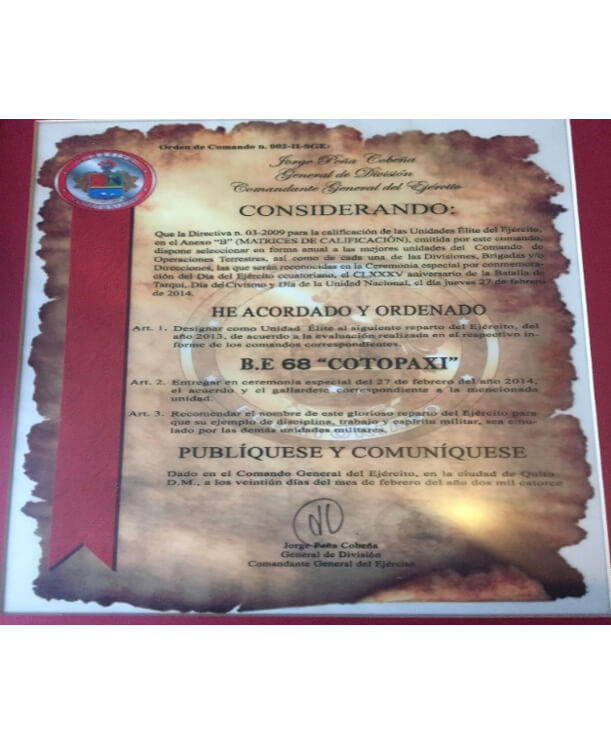 Orden de Comando n. 002-II-SGE:
Jorge Peña Cobeña
General de División
Comandante General del Ejército
CONSIDERANDO:
Que la Directiva n. 03-2009 para la calificación de las Unidades Élite del Ejército,
en el Anexo "B" (MATRICES DE CALIFICACIÓN), emitida por este comando,
dispone seleccionar en forma anual a las mejores unidades del Comando de
Operaciones Terrestres, así como de cada una de las Divisiones, Brigadas y/o
Direcciones, las que serán reconocidas en la Ceremonia especial por conmemora-
ción del Día del Ejército ecuatoriano, el CLXXXV aniversario de la Batalla de
Tarqui, Día del Civismo y Día de la Unidad Nacional, el día jueves 27 de febrero
de 2014.
HE ACORDADO Y ORDENADO
Art. 1. Designar como Unidad Élite al siguiente reparto del Ejército, del
año 2013, de acuerdo a la evaluación realizada en el respectivo in-
forme de los comandos correspondientes.
B.E 68 "COTOPAXI"
Art. 2. Entregar en ceremonia especial del 27 de febrero del año 2014,
el acuerdo y el gallardete correspondiente a la mencionada
unidad.
Art. 3. Recomendar el nombre de este glorioso reparto del Ejército para
que su ejemplo de disciplina, trabajo y espíritu militar, sea emu-
lado por las demás unidades militares.
PUBLÍQUESE Y COMUNÍQUESE
Dado en el Comando General del Ejército, en la ciudad de Quito
D.M., a los veintiún días del mes de febrero del año dos mil catorce
Jorge Peña Cobeña
General de División
Comandante General del Ejército